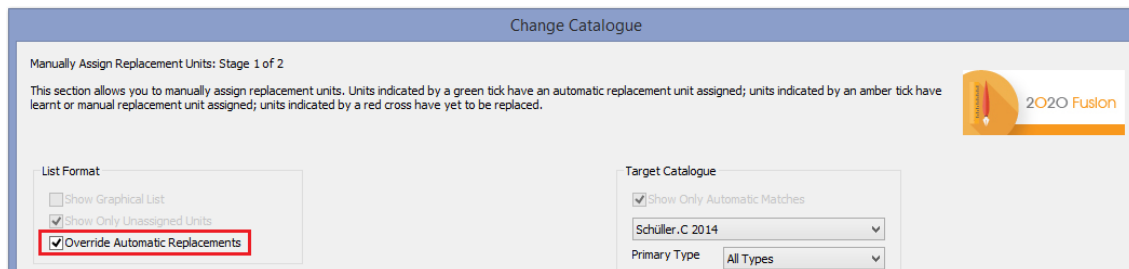 Change Catalogue
Manually Assign Replacement Units: Stage 1 of 2
This section allows you to manually assign replacement units. Units indicated by a green tick have an automatic replacement unit assigned; units indicated by an amber tick have
learnt or manual replacement unit assigned; units indicated by a red cross have yet to be replaced.
2020 Fusion
List Format
Show Graphical List
Show Only Unassigned Units
Override Automatic Replacements
Target Catalogue
Show Only Automatic Matches
Schüller.C 2014
Primary Type
All Types